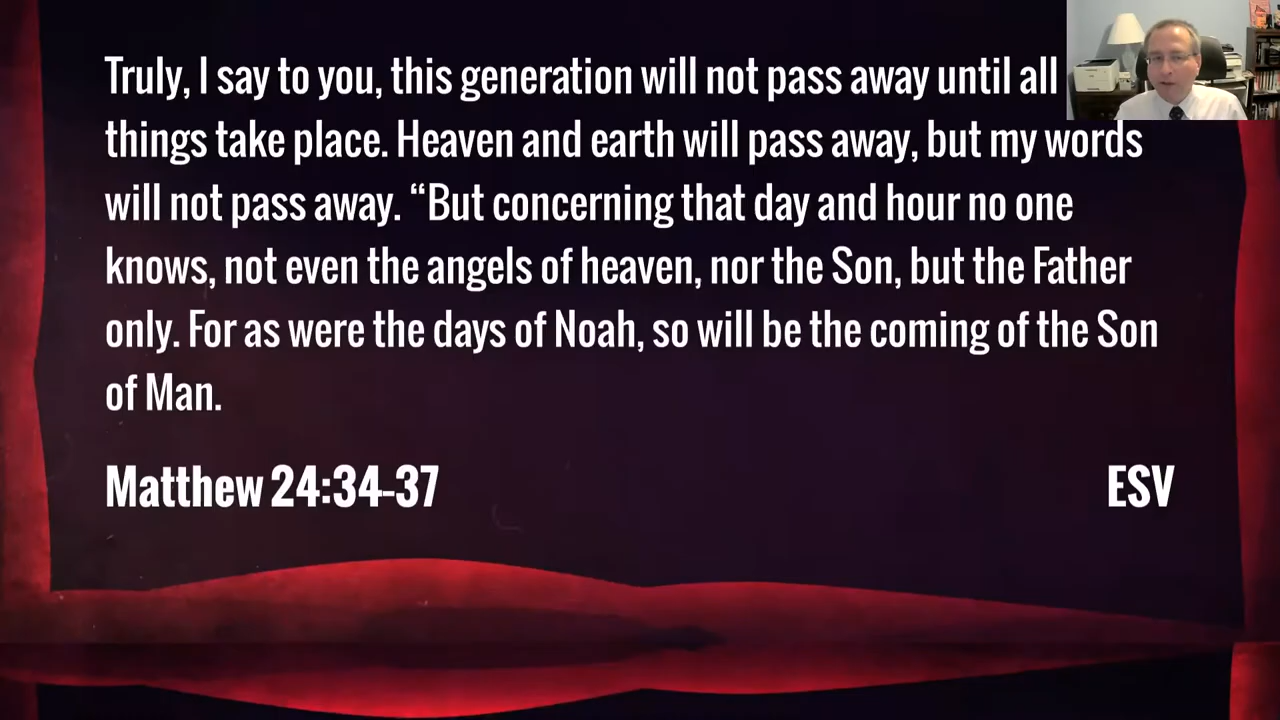 Truly, I say to you, this generation will not pass away until all
things take place. Heaven and earth will pass away, but my words
will not pass away. “But concerning that day and hour no one
knows, not even the angels of heaven, nor the Son, but the Father
only. For as were the days of Noah, so will be the coming of the Son
of Man.
Matthew 24:34-37
ESV